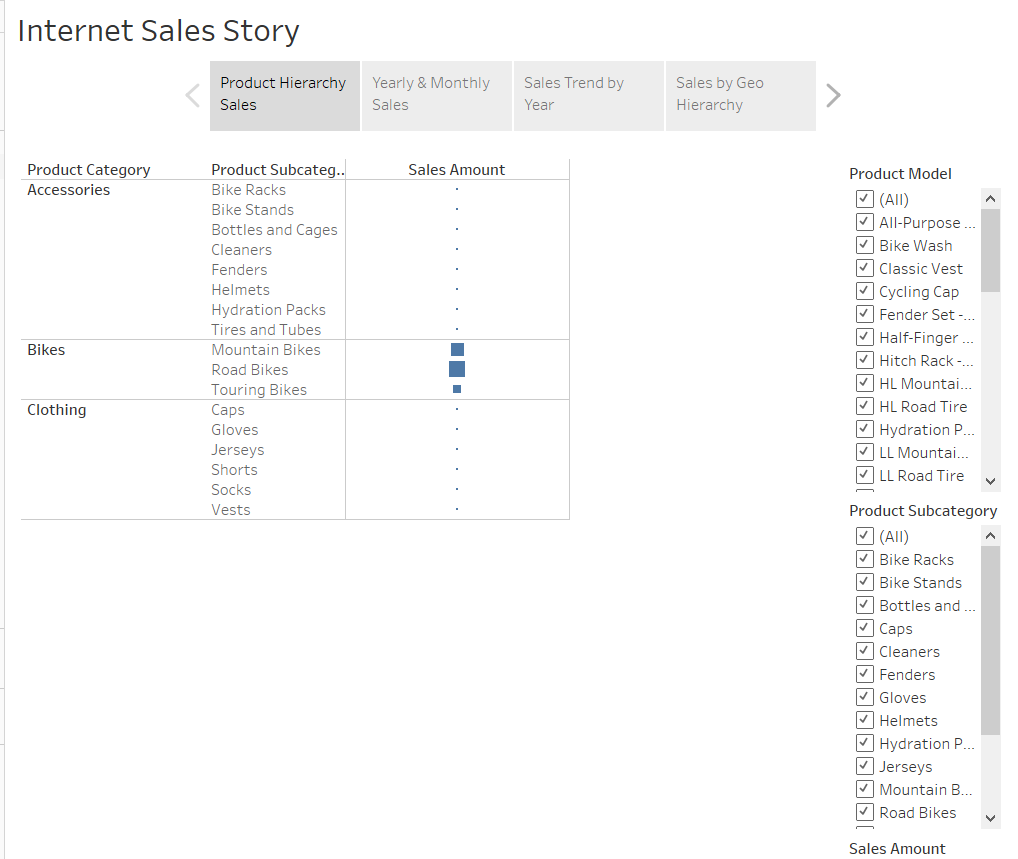 Internet Sales Story
Product Hierarchy
Sales
Yearly & Monthly
Sales
Sales Trend by
Year
Sales by Geo
Hierarchy
Product Category Product Subcateg.. Sales Amount
Accessories Bike Racks
Bike Stands
Bottles and Cages
Cleaners
Fenders
Helmets
Hydration Packs
Tires and Tubes
Bikes Mountain Bikes
Road Bikes
Touring Bikes
Clothing Caps
Gloves
Jerseys
Shorts
Socks
Vests
Product Model
(All)
All-Purpose ...
Bike Wash
Classic Vest
Cycling Cap
Fender Set -...
Half-Finger ...
Hitch Rack -...
HL Mountai...
HL Road Tire
Hydration P...
LL Mountai...
LL Road Tire
Product Subcategory
(All)
Bike Racks
Bike Stands
Bottles and ...
Caps
Cleaners
Fenders
Gloves
Helmets
Hydration P...
Jerseys
Mountain B...
Road Bikes
Sales Amount